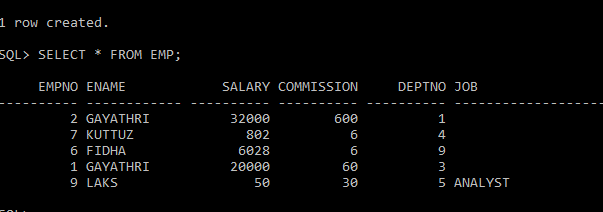 1 row created.
SQL> SELECT * FROM EMP;
EMPNO ENAME SALARY COMMISSION DEPTNO JOB
---------- ------------ ---------- ---------- ---------- --------------------
2 GAYATHRI 32000 600 1
7 KUTTUZ 802 6 4
6 FIDHA 6028 6 9
1 GAYATHRI 20000 60 3
9 LAKS 50 30 5 ANALYST